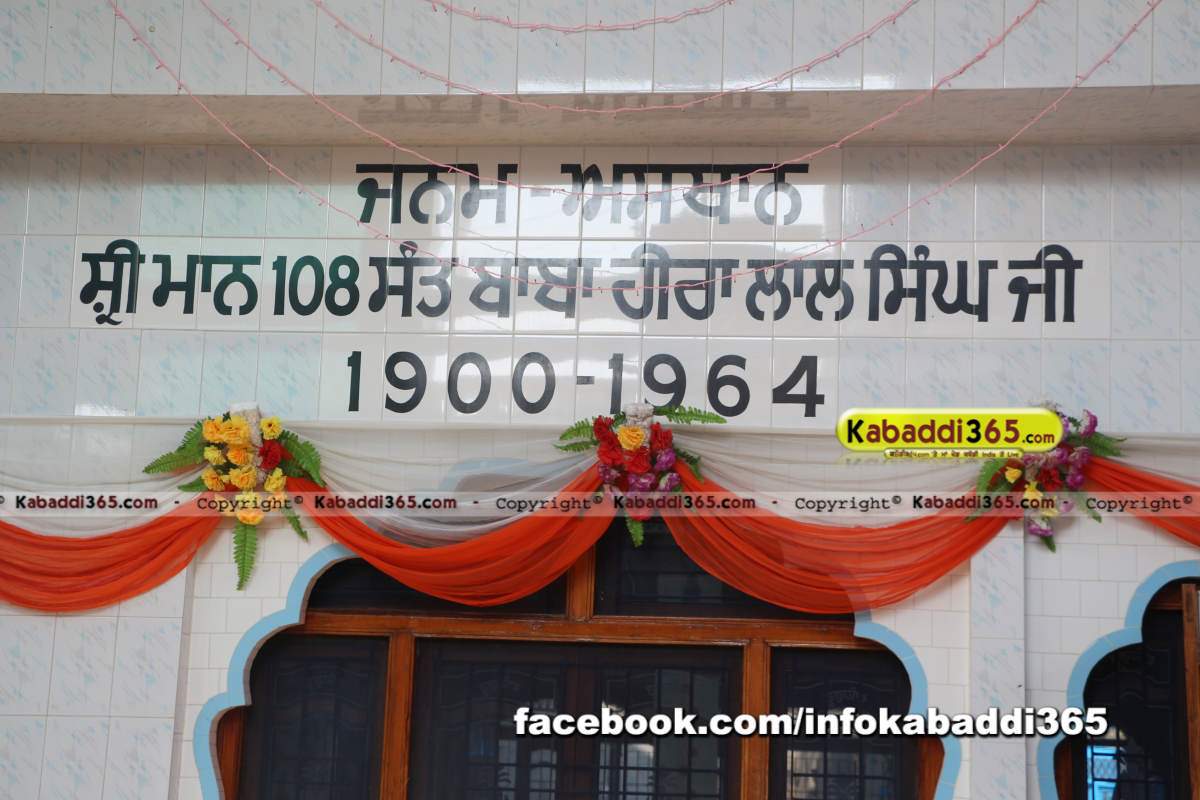 ਜਨਮ - ਅਸਥਾਨ
ਸ਼੍ਰੀ ਮਾਨ 108 ਸੰਤ ਬਾਬਾ ਹੀਰਾ ਲਾਲ ਸਿੰਘ ਜੀ
1900-1964
Kabaddi365.com
Kabaddi365.com - Copyright© Kabaddi365.com - Copyright© Kabaddi365.com - Copyright© Kabaddi365.com
facebook.com/infokabaddi365